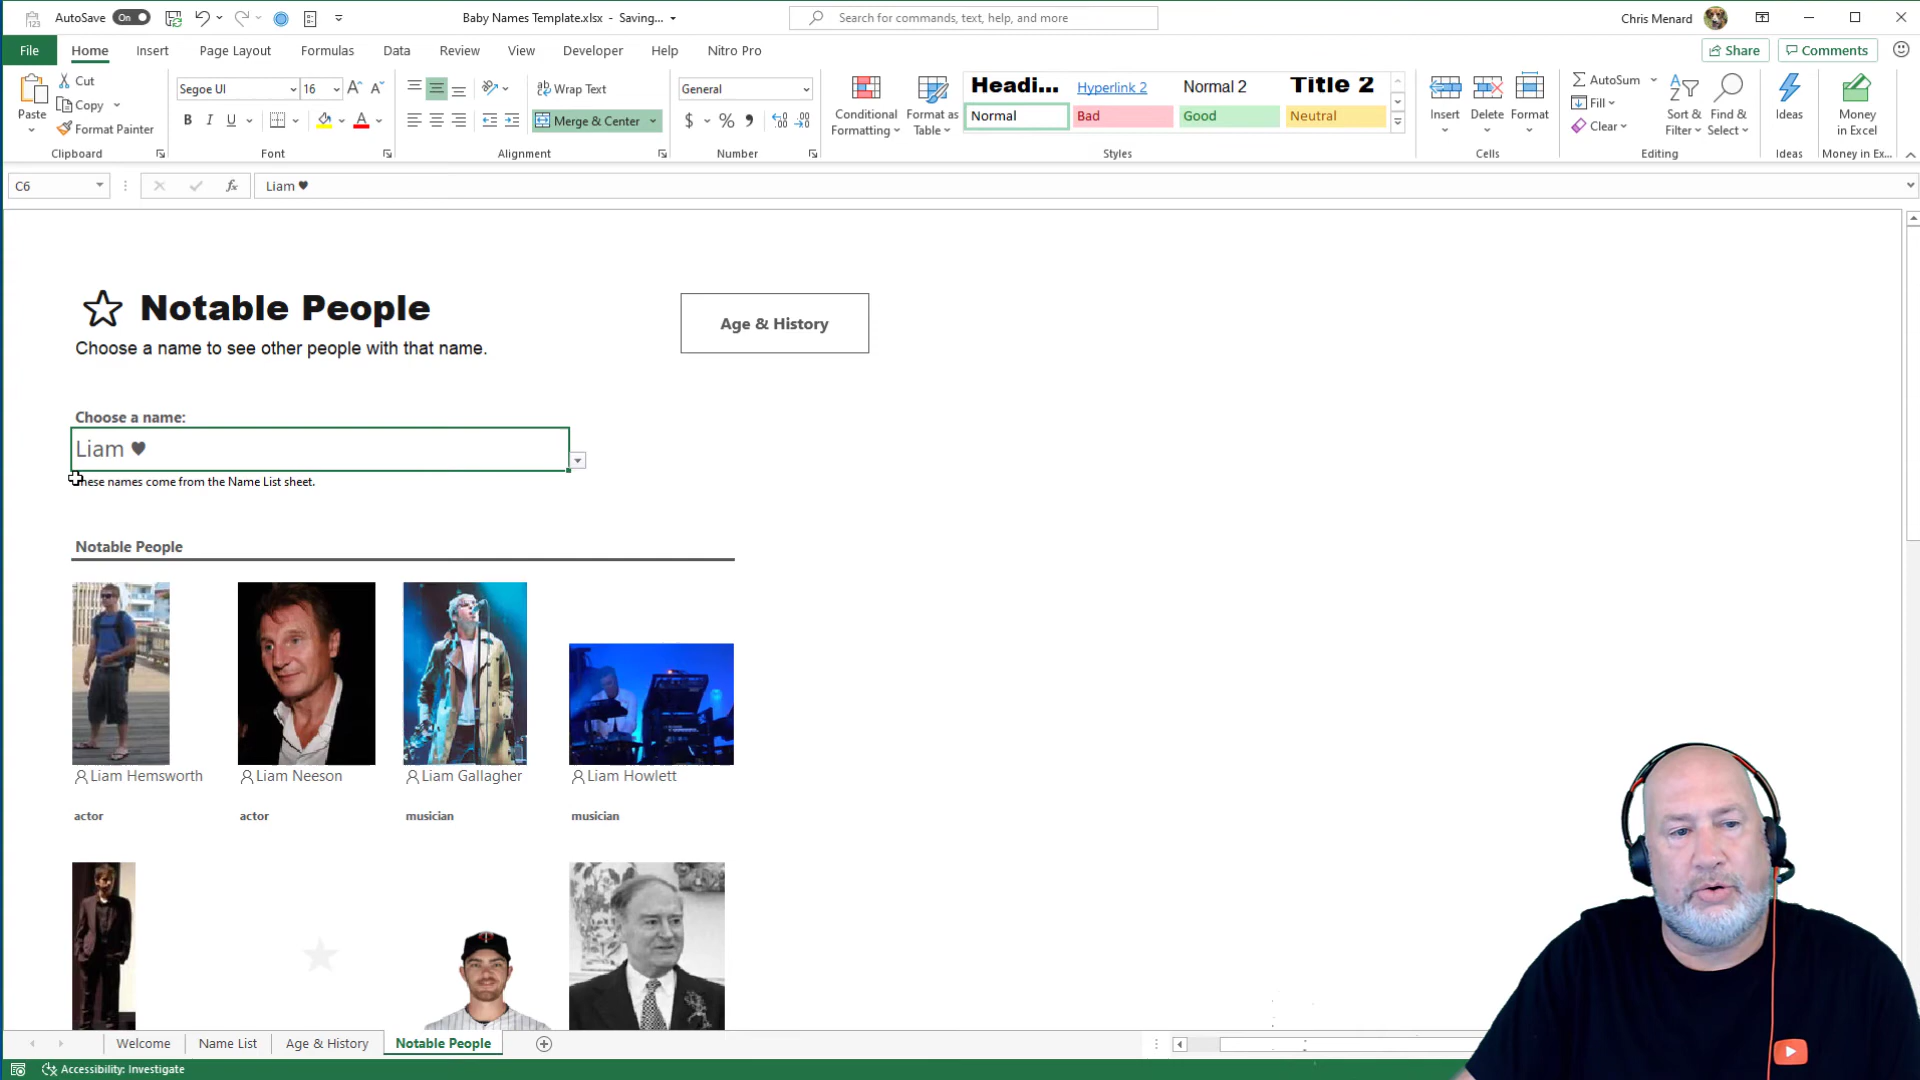 AutoSave On
Baby Names Template.xlsx - Saving...
Search for commands, text, help, and more
Chris Menard
File Home Insert Page Layout Formulas Data Review View Developer Help Nitro Pro Share Comments
Paste
Cut
Copy
Format Painter
Clipboard
Segoe UI 16
B I U
Font
Wrap Text
Merge & Center
Alignment
General
$ % 9
Number
Conditional Formatting
Format as Table
Headi... Hyperlink 2 Normal 2 Title 2
Normal Bad Good Neutral
Styles
Insert Delete Format
Cells
AutoSum
Fill
Clear
Sort & Filter
Find & Select
Editing
Ideas
Ideas
Money in Excel
Money in Ex...
C6 fx Liam ♥
Notable People
Choose a name to see other people with that name.
Age & History
Choose a name:
Liam ♥
These names come from the Name List sheet.
Notable People
Liam Hemsworth Liam Neeson Liam Gallagher Liam Howlett
actor actor musician musician
Welcome Name List Age & History Notable People
Accessibility: Investigate